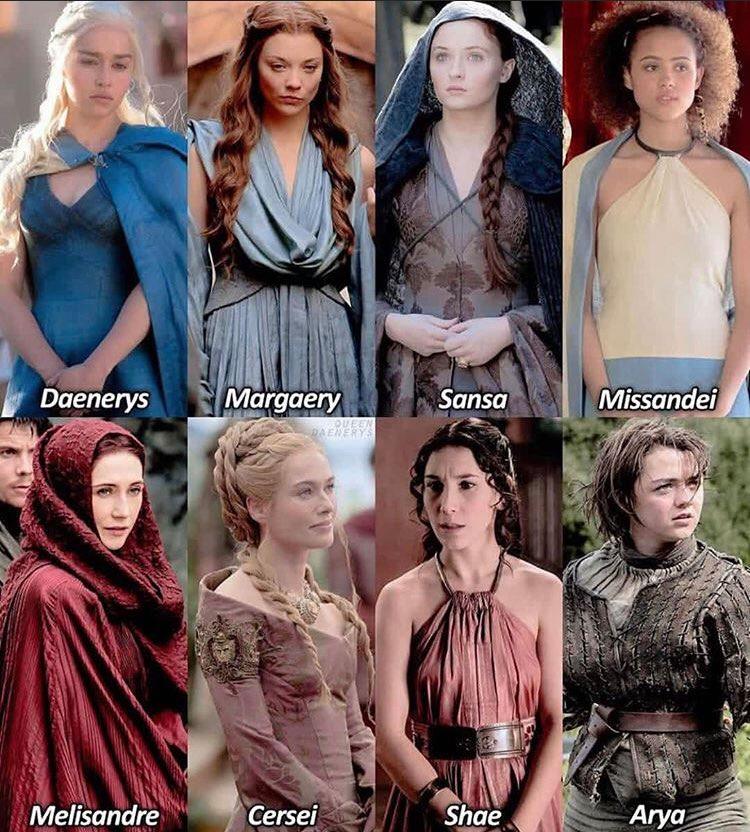 Daenerys
Margaery
Sansa
Missandei
QUEEN
DAENERYS
Melisandre
Cersei
Shae
Arya